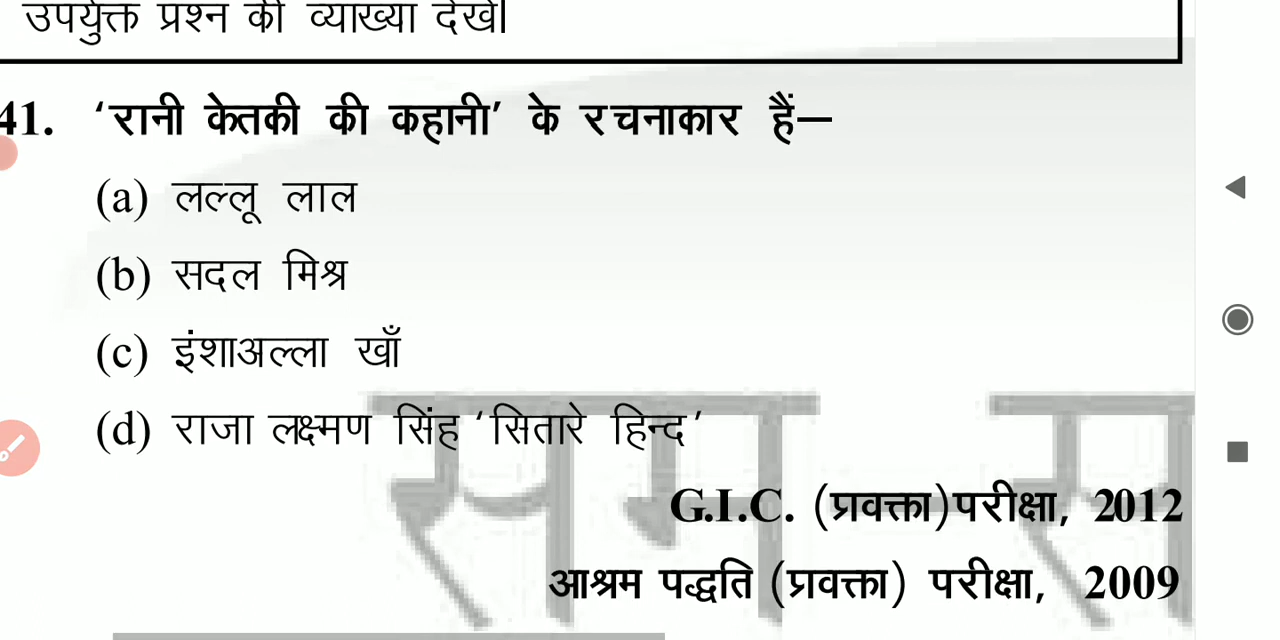 उपर्युक्त प्रश्न की व्याख्या देखें।
41. ‘रानी केतकी की कहानी’ के रचनाकार हैं—
(a) लल्लू लाल
(b) सदल मिश्र
(c) इंशाअल्ला खाँ
(d) राजा लक्ष्मण सिंह ‘सितारे हिन्द’
G.I.C. (प्रवक्ता)परीक्षा, 2012
आश्रम पद्धति (प्रवक्ता) परीक्षा, 2009